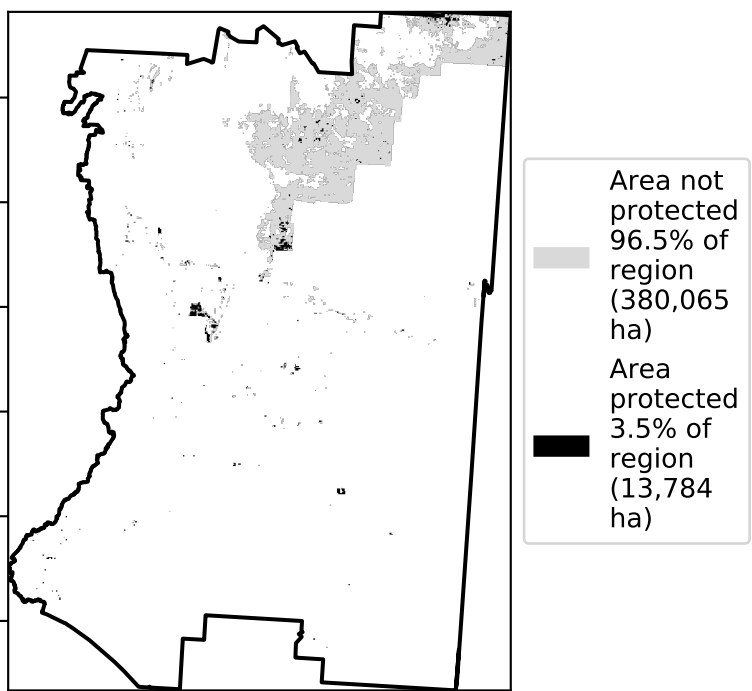 Area not
protected
96.5% of
region
(380,065
ha)
Area
protected
3.5% of
region
(13,784
ha)